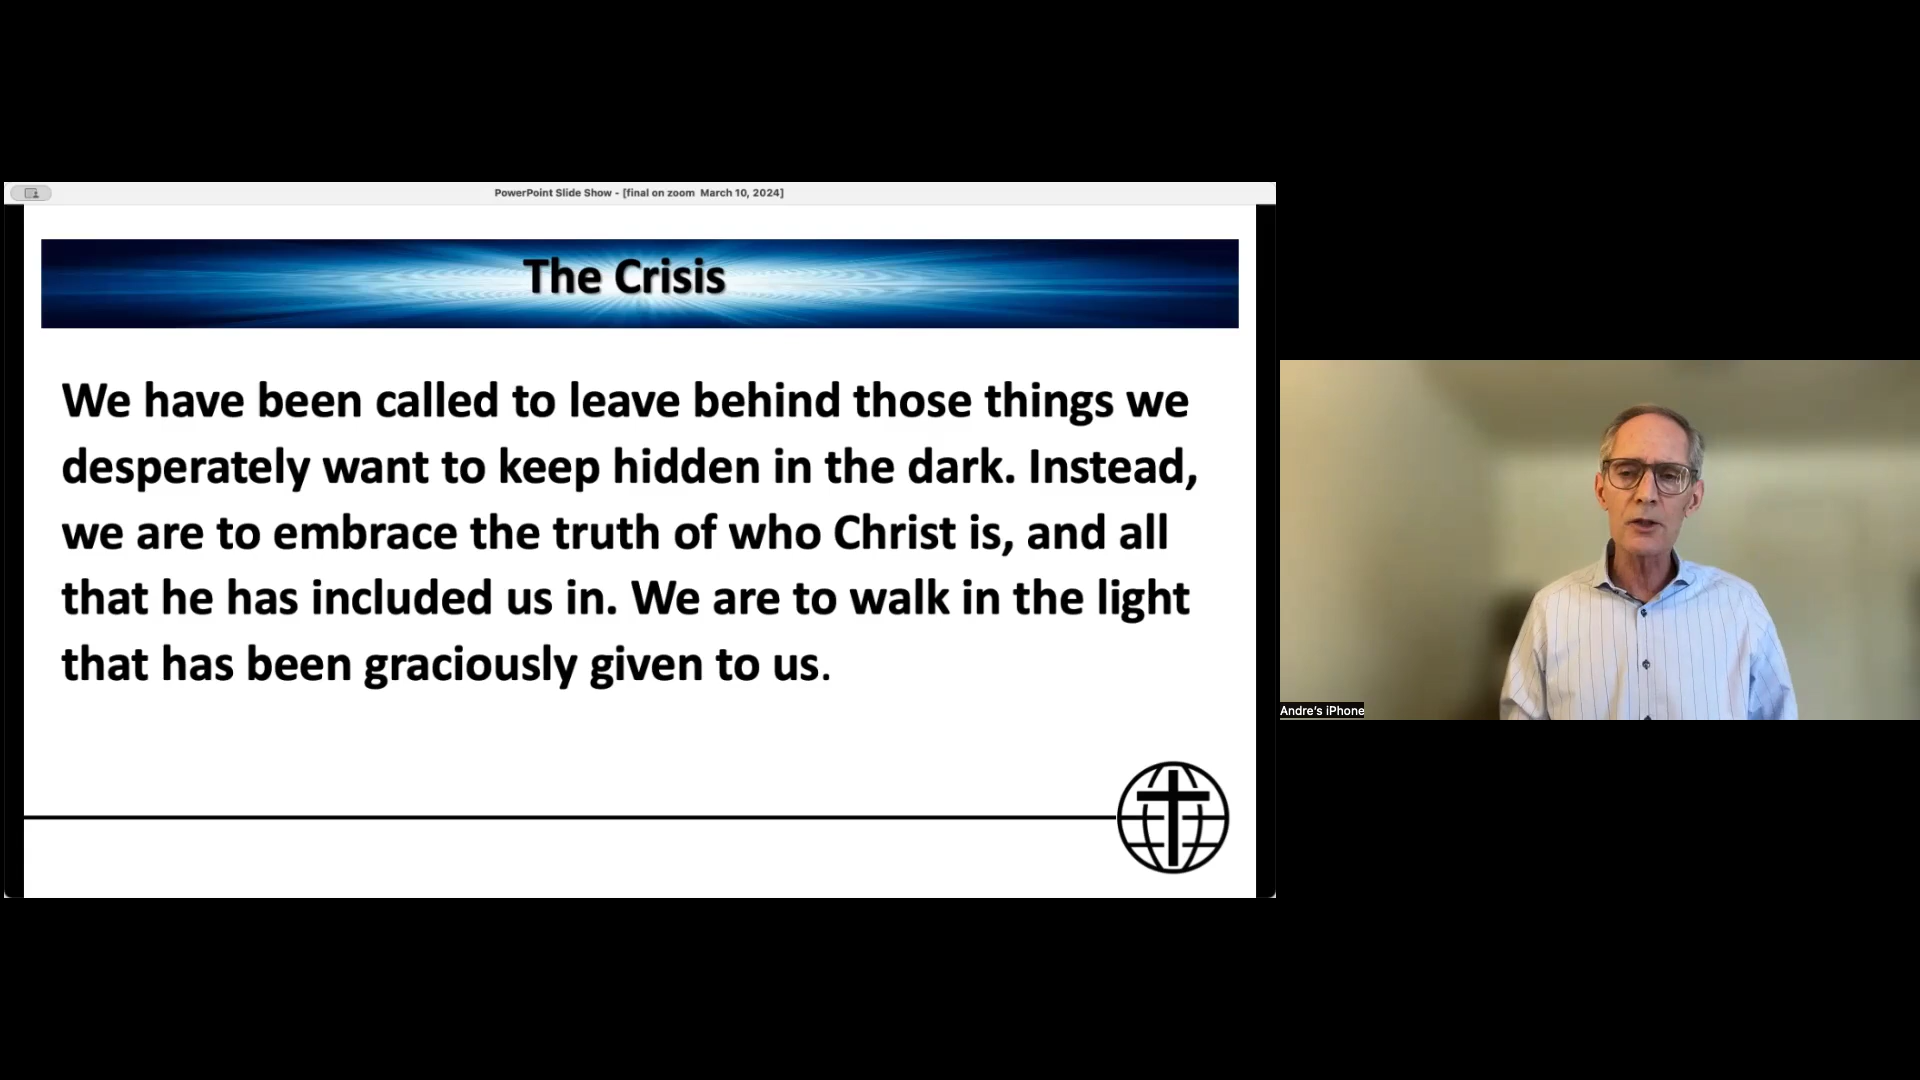 PowerPoint Slide Show - [final on zoom  March 10, 2024]
The Crisis
We have been called to leave behind those things we
desperately want to keep hidden in the dark. Instead,
we are to embrace the truth of who Christ is, and all
that he has included us in. We are to walk in the light
that has been graciously given to us.
Andre’s iPhone